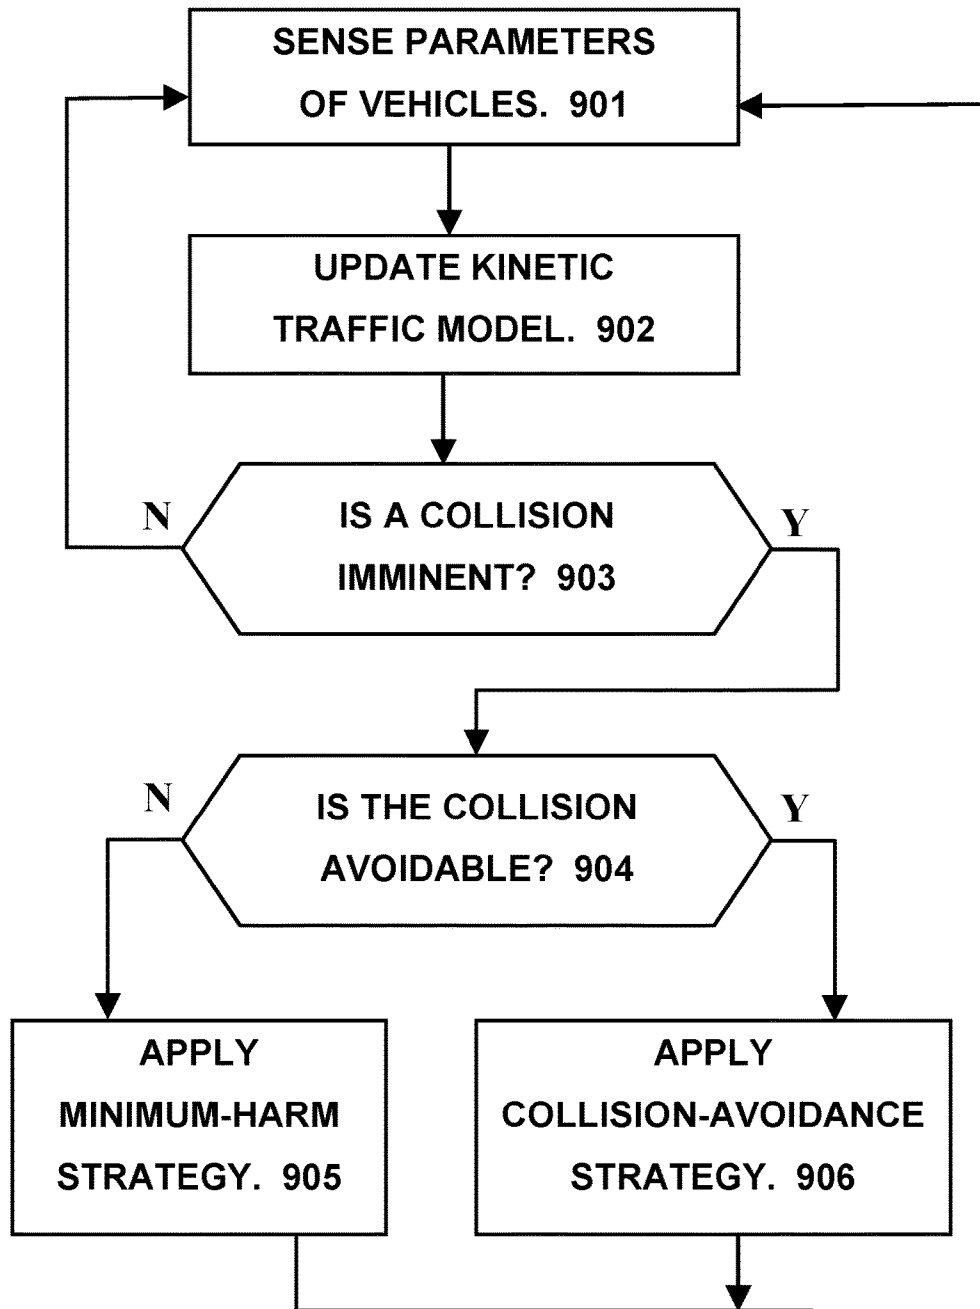 SENSE PARAMETERS
OF VEHICLES. 901
UPDATE KINETIC
TRAFFIC MODEL. 902
N
IS A COLLISION
IMMINENT? 903
Y
N
IS THE COLLISION
AVOIDABLE? 904
Y
APPLY
MINIMUM-HARM
STRATEGY. 905
APPLY
COLLISION-AVOIDANCE
STRATEGY. 906